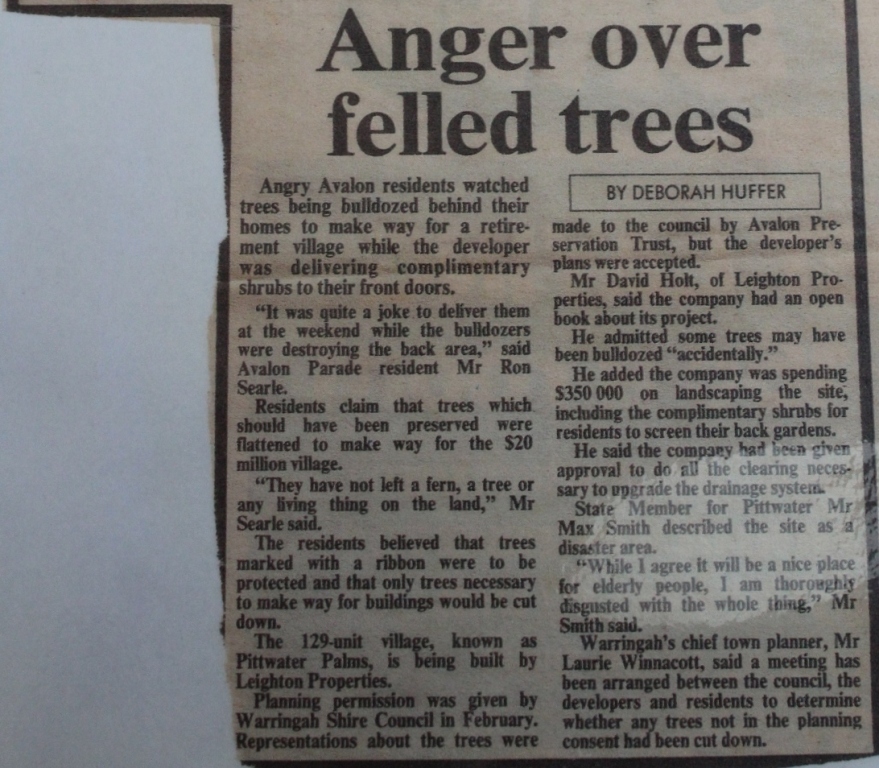 Anger over
felled trees
Angry Avalon residents watched
trees being bulldozed behind their
homes to make way for a retire-
ment village while the developer
was delivering complimentary
shrubs to their front doors.
“It was quite a joke to deliver them
at the weekend while the bulldozers
were destroying the back area,” said
Avalon Parade resident Mr Ron
Searle.
Residents claim that trees which
should have been preserved were
flattened to make way for the $20
million village.
“They have not left a fern, a tree or
any living thing on the land,” Mr
Searle said.
The residents believed that trees
marked with a ribbon were to be
protected and that only trees necessary
to make way for buildings would be cut
down.
The 129-unit village, known as
Pittwater Palms, is being built by
Leighton Properties.
Planning permission was given by
Warringah Shire Council in February.
Representations about the trees were
BY DEBORAH HUFFER
made to the council by Avalon Pre-
servation Trust, but the developer’s
plans were accepted.
Mr David Holt, of Leighton Pro-
perties, said the company had an open
book about its project.
He admitted some trees may have
been bulldozed “accidentally.”
He added the company was spending
$350 000 on landscaping the site,
including the complimentary shrubs for
residents to screen their back gardens.
He said the company had been given
approval to do all the clearing neces-
sary to upgrade the drainage system.
State Member for Pittwater Mr
Max Smith described the site as a
disaster area.
“While I agree it will be a nice place
for elderly people, I am thoroughly
disgusted with the whole thing,” Mr
Smith said.
Warringah’s chief town planner, Mr
Laurie Winnacott, said a meeting has
been arranged between the council, the
developers and residents to determine
whether any trees not in the planning
consent had been cut down.